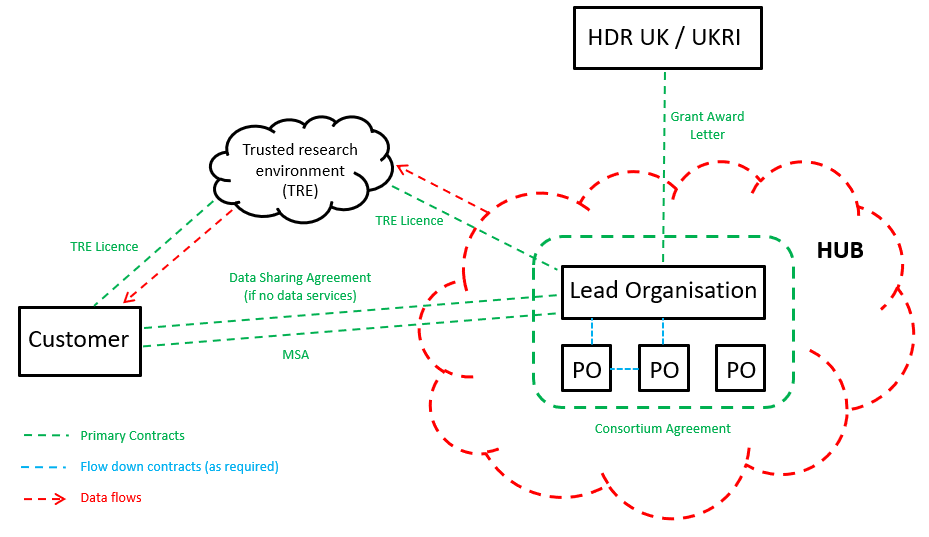 HDR UK / UKRI
Grant Award
Letter
Trusted research
environment
(TRE)
TRE Licence
TRE Licence
HUB
Data Sharing Agreement
(if no data services)
Lead Organisation
Customer
MSA
PO
PO
PO
Consortium Agreement
Primary Contracts
Flow down contracts (as required)
Data flows